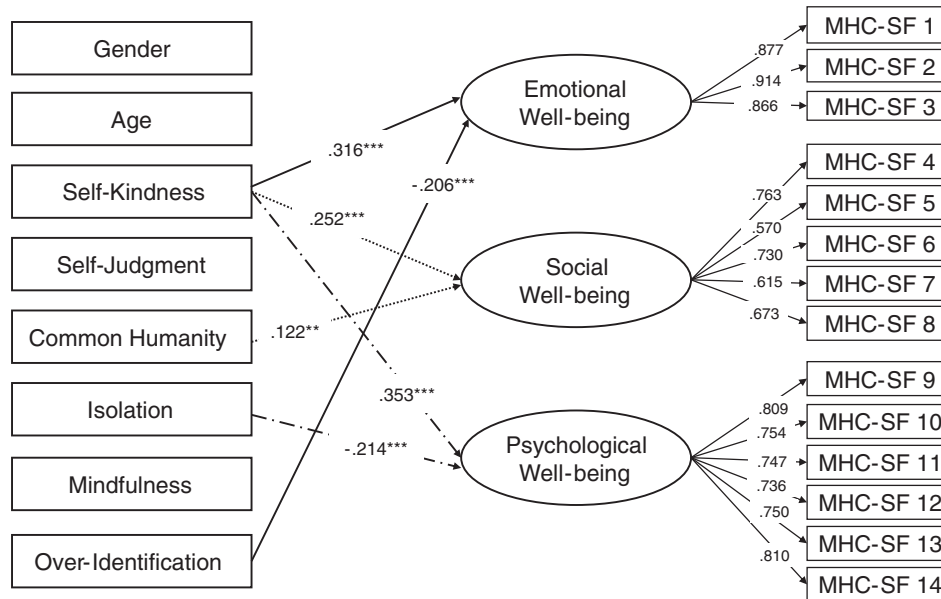 Gender
Age
Self-Kindness
Self-Judgment
Common Humanity
Isolation
Mindfulness
Over-Identification
.316***
-.206***
.252***
.122**
.353***
-.214***
Emotional
Well-being
Social
Well-being
Psychological
Well-being
.877
.914
.866
.763
.570
.730
.615
.673
.809
.754
.747
.736
.750
.810
MHC-SF 1
MHC-SF 2
MHC-SF 3
MHC-SF 4
MHC-SF 5
MHC-SF 6
MHC-SF 7
MHC-SF 8
MHC-SF 9
MHC-SF 10
MHC-SF 11
MHC-SF 12
MHC-SF 13
MHC-SF 14